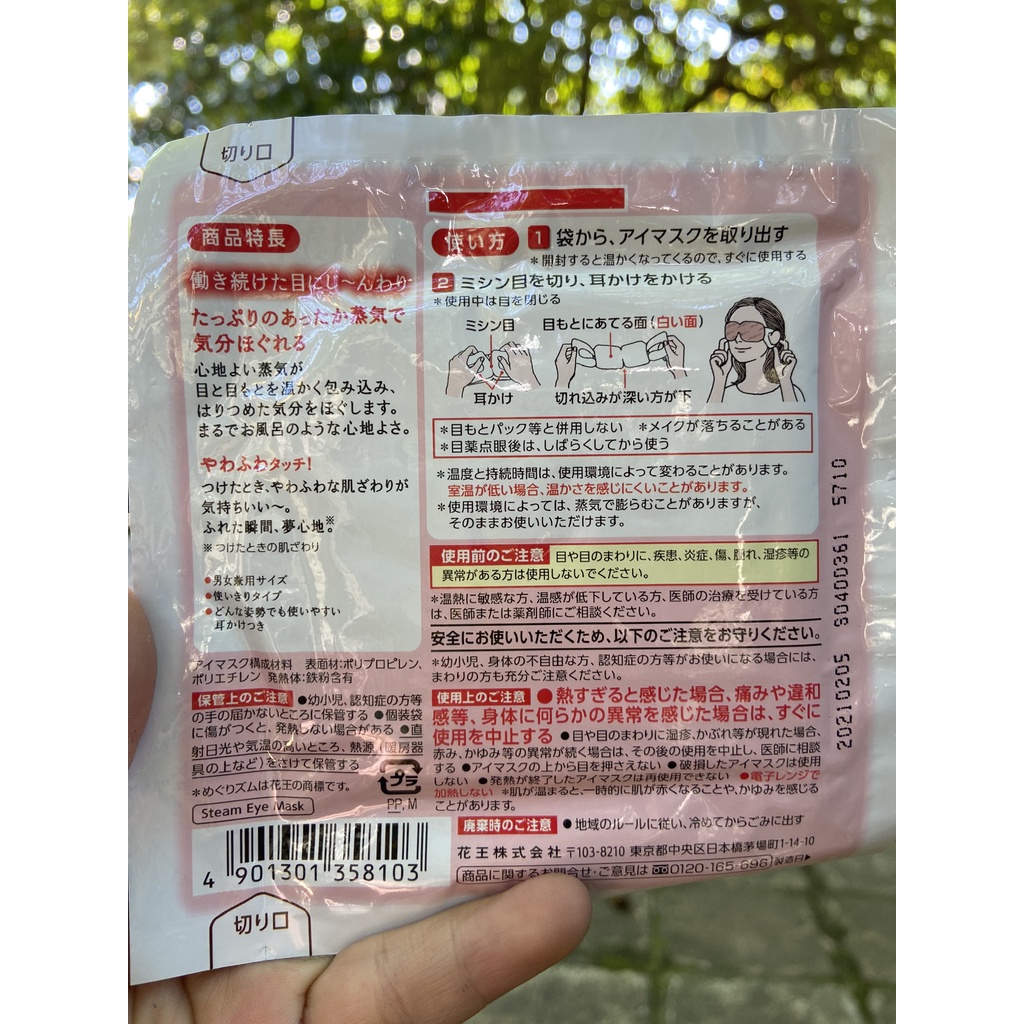 切り口
商品特長
働き続けた目にじ〜んわり
たっぷりのあったか蒸気で
気分ほぐれる
心地よい蒸気が
目と目もとを温かく包み込み、
はりつめた気分をほぐします。
まるでお風呂のような心地よさ。
やわふわタッチ!
つけたとき、やわふわな肌ざわりが
気持ちいい〜。
ふれた瞬間、夢心地。※
※つけたときの肌ざわり
●男女兼用サイズ
●使いきりタイプ
●どんな姿勢でも使いやすい
耳かけつき
アイマスク構成材料 表面材:ポリプロピレン、
ポリエチレン 発熱体:鉄粉含有
保管上のご注意 ●幼小児、認知症の方等
の手の届かないところに保管する ●個装袋
に傷がつくと、発熱しない場合がある ●直
射日光や気温の高いところ、熱源(暖房器
具の上など)をさけて保管する
*めぐりズムは花王の商標です。
Steam Eye Mask
プラ
PP, M
4 901301 358103
切り口
使い方 1 袋から、アイマスクを取り出す
*開封すると温かくなってくるので、すぐに使用する
2 ミシン目を切り、耳かけをかける
*使用中は目を閉じる
ミシン目 目もとにあてる面(白い面)
耳かけ 切れ込みが深い方が下
*目もとパック等と併用しない *メイクが落ちることがある
*目薬点眼後は、しばらくしてから使う
*温度と持続時間は、使用環境によって変わることがあります。
室温が低い場合、温かさを感じにくいことがあります。
*使用環境によっては、蒸気で膨らむことがありますが、
そのままお使いいただけます。
使用前のご注意 目や目のまわりに、疾患、炎症、傷、腫れ、湿疹等の
異常がある方は使用しないでください。
*温熱に敏感な方、温感が低下している方、医師の治療を受けている方
は、医師または薬剤師にご相談ください。
安全にお使いいただくため、以下のご注意をお守りください。
*幼小児、身体の不自由な方、認知症の方等がお使いになる場合には、
まわりの方も充分ご注意ください。
使用上のご注意 ●熱すぎると感じた場合、痛みや違和
感等、身体に何らかの異常を感じた場合は、すぐに
使用を中止する ●目や目のまわりに湿疹、かぶれ等が現れた場合、
赤み、かゆみ等の異常が続く場合は、その後の使用を中止し、医師に相談
する ●アイマスクの上から目を押さえない ●破損したアイマスクは使用
しない ●発熱が終了したアイマスクは再使用できない ●電子レンジで
加熱しない *肌が温まると、一時的に肌が赤くなることや、かゆみを感じる
ことがあります。
廃棄時のご注意 ●地域のルールに従い、冷めてからごみに出す
花王株式会社 〒103-8210 東京都中央区日本橋茅場町1-14-10
商品に関するお問合せ・ご意見は 0120-165-696 製造日▶
20210205 S0400361 5710